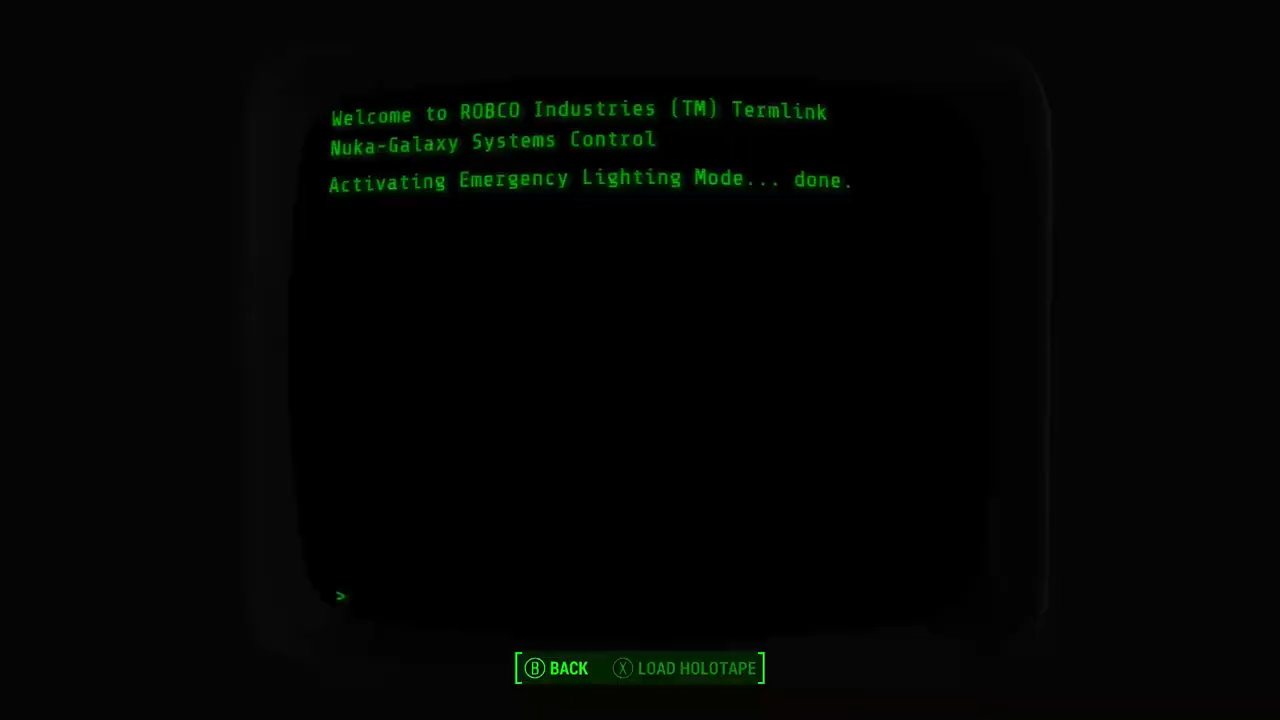 Welcome to ROBCO Industries (TM) Termlink
Nuka-Galaxy Systems Control
Activating Emergency Lighting Mode... done.
>
[Ⓑ BACK Ⓧ LOAD HOLOTAPE]